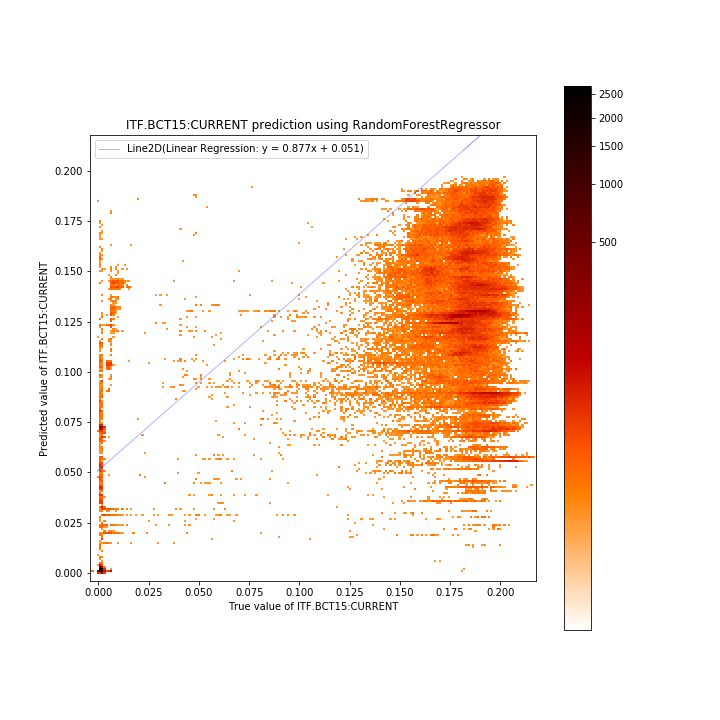 ITF.BCT15:CURRENT prediction using RandomForestRegressor
Line2D(Linear Regression: y = 0.877x + 0.051)
Predicted value of ITF.BCT15:CURRENT
0.200
0.175
0.150
0.125
0.100
0.075
0.050
0.025
0.000
0.000 0.025 0.050 0.075 0.100 0.125 0.150 0.175 0.200
True value of ITF.BCT15:CURRENT
2500
2000
1500
1000
500